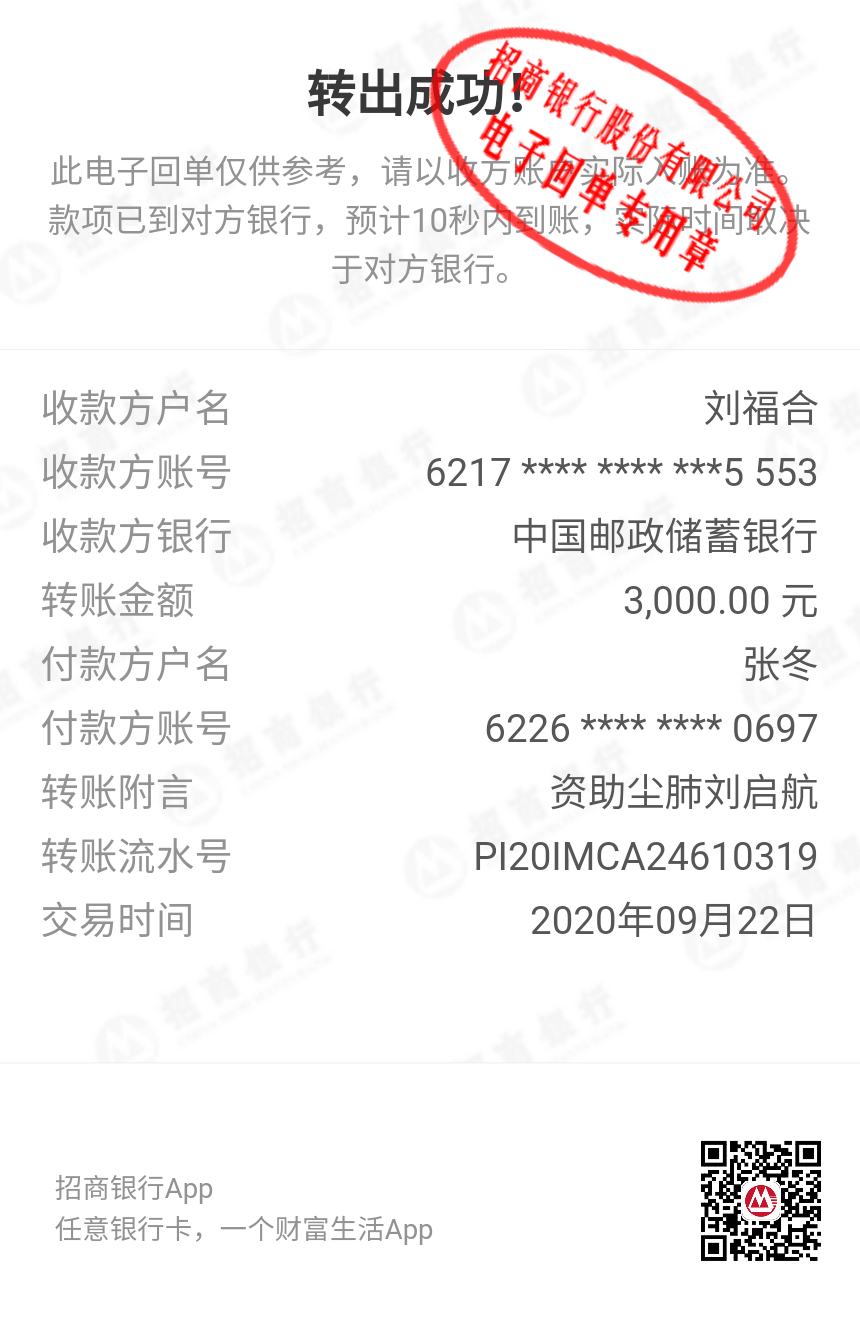 转出成功!
招商银行股份有限公司
电子回单专用章
此电子回单仅供参考，请以收方账户实际入账为准。
款项已到对方银行，预计10秒内到账，实际时间取决
于对方银行。
收款方户名 刘福合
收款方账号 6217 **** **** ***5 553
收款方银行 中国邮政储蓄银行
转账金额 3,000.00 元
付款方户名 张冬
付款方账号 6226 **** **** 0697
转账附言 资助尘肺刘启航
转账流水号 PI20IMCA24610319
交易时间 2020年09月22日
招商银行App
任意银行卡，一个财富生活App